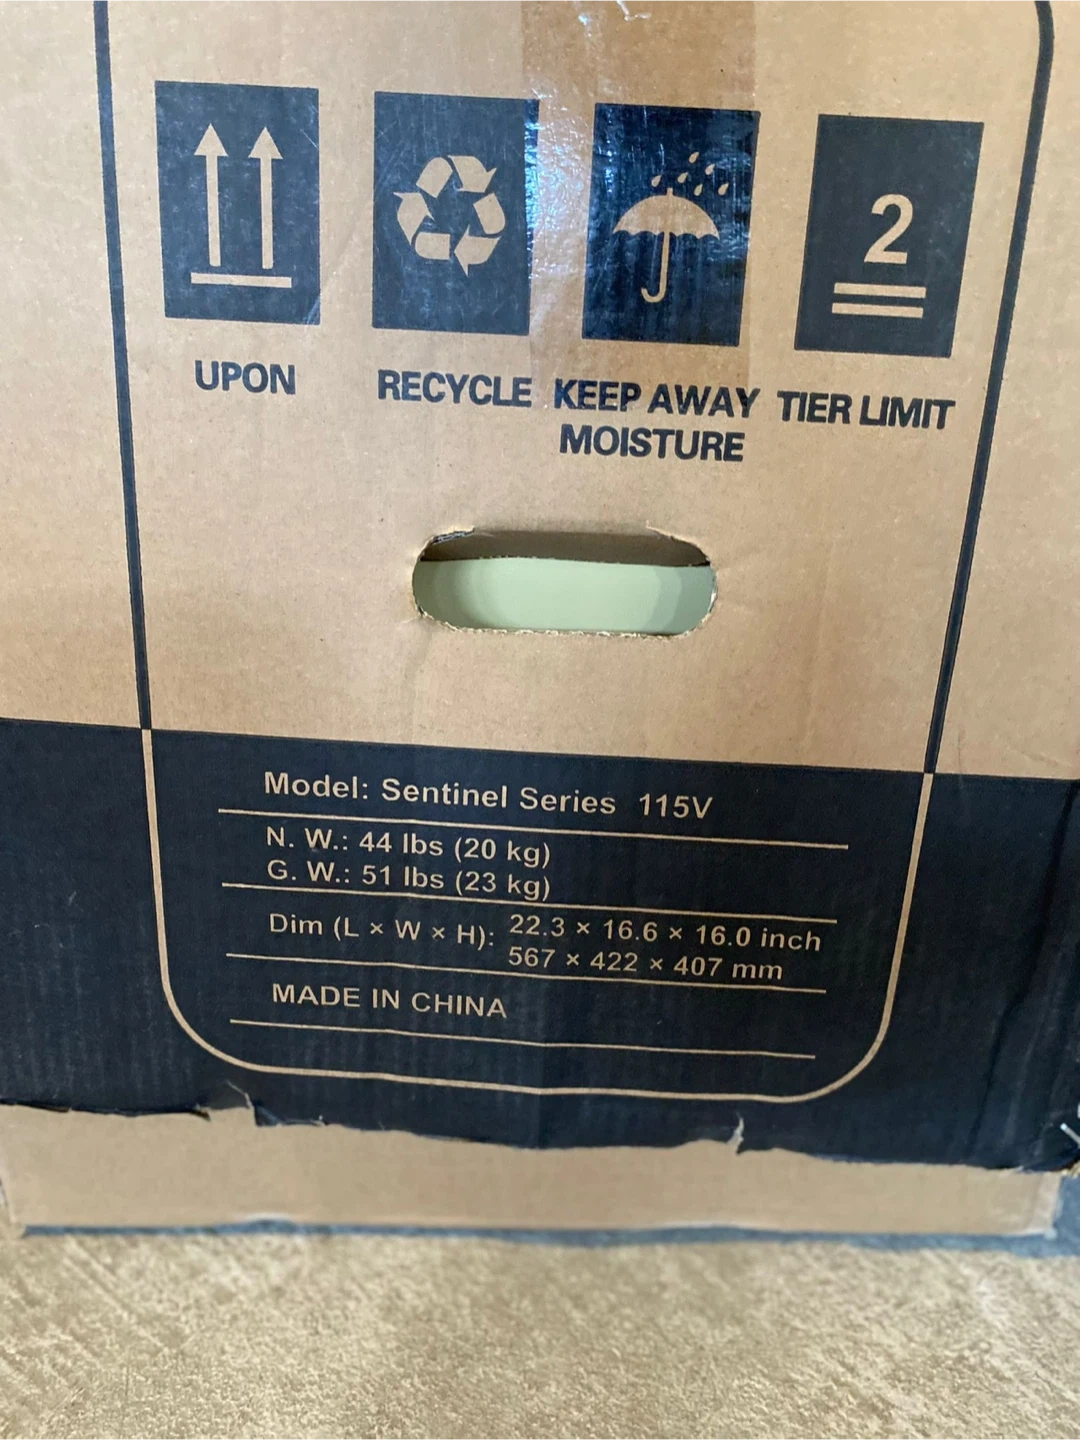 2
UPON
RECYCLE
KEEP AWAY
MOISTURE
TIER LIMIT
Model: Sentinel Series 115V
N. W.: 44 lbs (20 kg)
G. W.: 51 lbs (23 kg)
Dim (L × W × H): 22.3 × 16.6 × 16.0 inch
567 × 422 × 407 mm
MADE IN CHINA